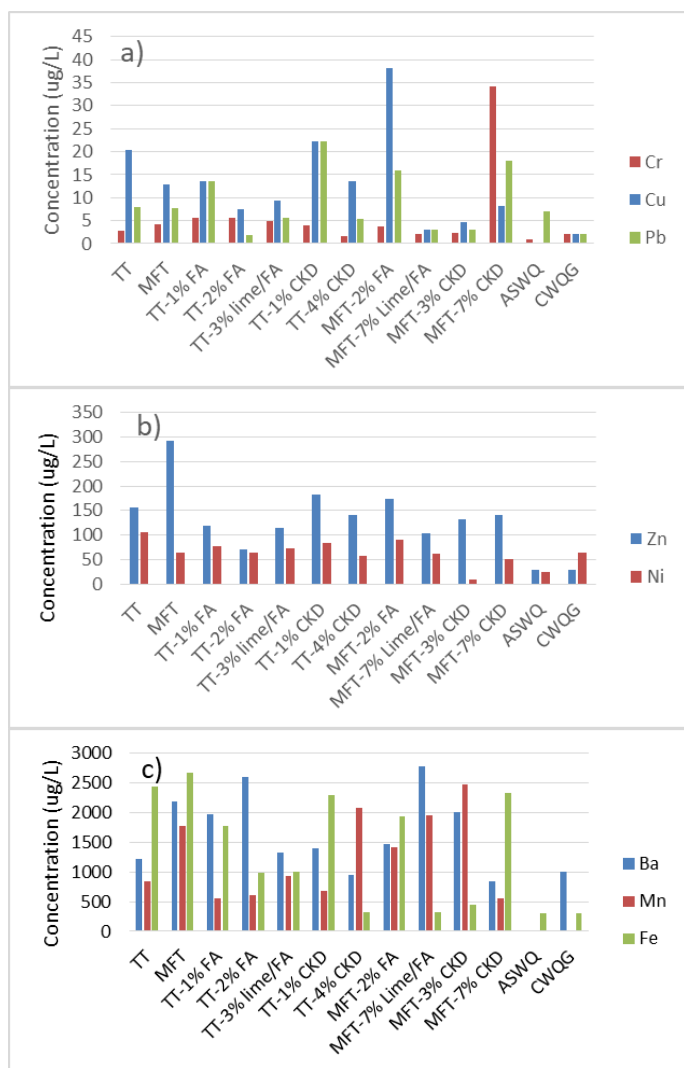 a)
Concentration (ug/L)
45
40
35
30
25
20
15
10
5
0
TT
MFT
TT-1% FA
TT-2% FA
TT-3% lime/FA
TT-1% CKD
TT-4% CKD
MFT-2% FA
MFT-7% Lime/FA
MFT-3% CKD
MFT-7% CKD
ASWQ
CWQG
Cr
Cu
Pb
b)
Concentration (ug/L)
350
300
250
200
150
100
50
0
TT
MFT
TT-1% FA
TT-2% FA
TT-3% lime/FA
TT-1% CKD
TT-4% CKD
MFT-2% FA
MFT-7% Lime/FA
MFT-3% CKD
MFT-7% CKD
ASWQ
CWQG
Zn
Ni
c)
Concentration (ug/L)
3000
2500
2000
1500
1000
500
0
TT
MFT
TT-1% FA
TT-2% FA
TT-3% lime/FA
TT-1% CKD
TT-4% CKD
MFT-2% FA
MFT-7% Lime/FA
MFT-3% CKD
MFT-7% CKD
ASWQ
CWQG
Ba
Mn
Fe